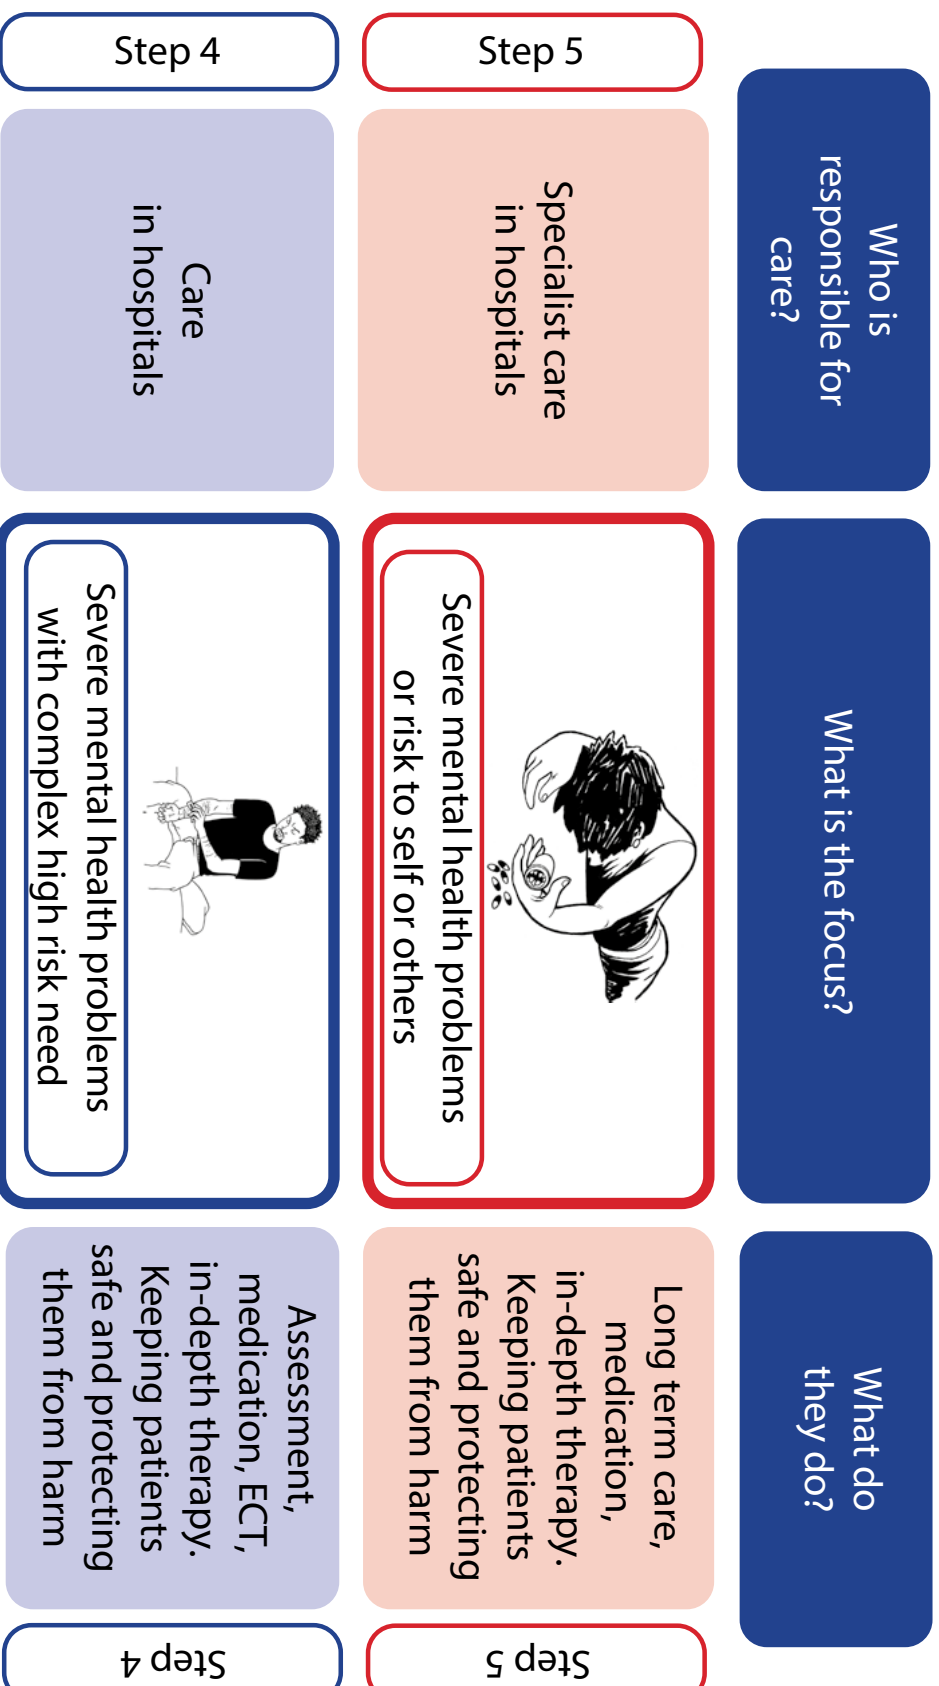 Who is
responsible for
care?
What is the focus?
What do
they do?
Step 5
Specialist care
in hospitals
Severe mental health problems
or risk to self or others
Long term care,
medication,
in-depth therapy.
Keeping patients
safe and protecting
them from harm
Step 5
Step 4
Care
in hospitals
Severe mental health problems
with complex high risk need
Assessment,
medication, ECT,
in-depth therapy.
Keeping patients
safe and protecting
them from harm
Step 4